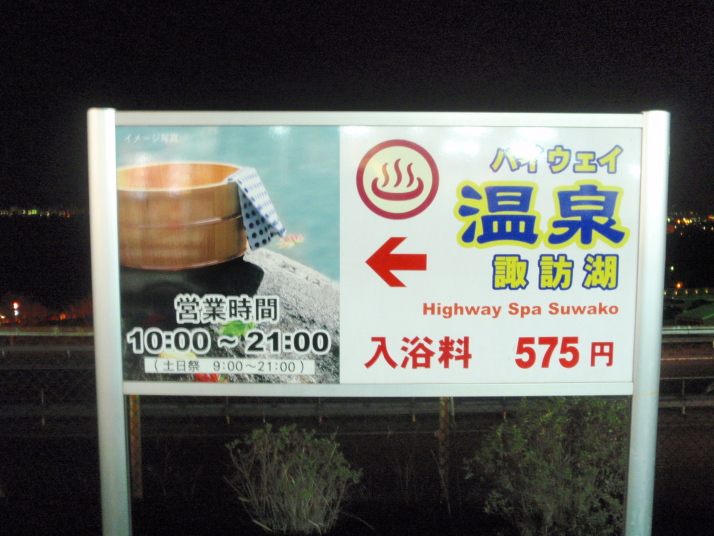 イメージ写真
営業時間
10:00～21:00
(土日祭 9:00～21:00)
ハイウェイ
温泉
諏訪湖
Highway Spa Suwako
入浴料 575円